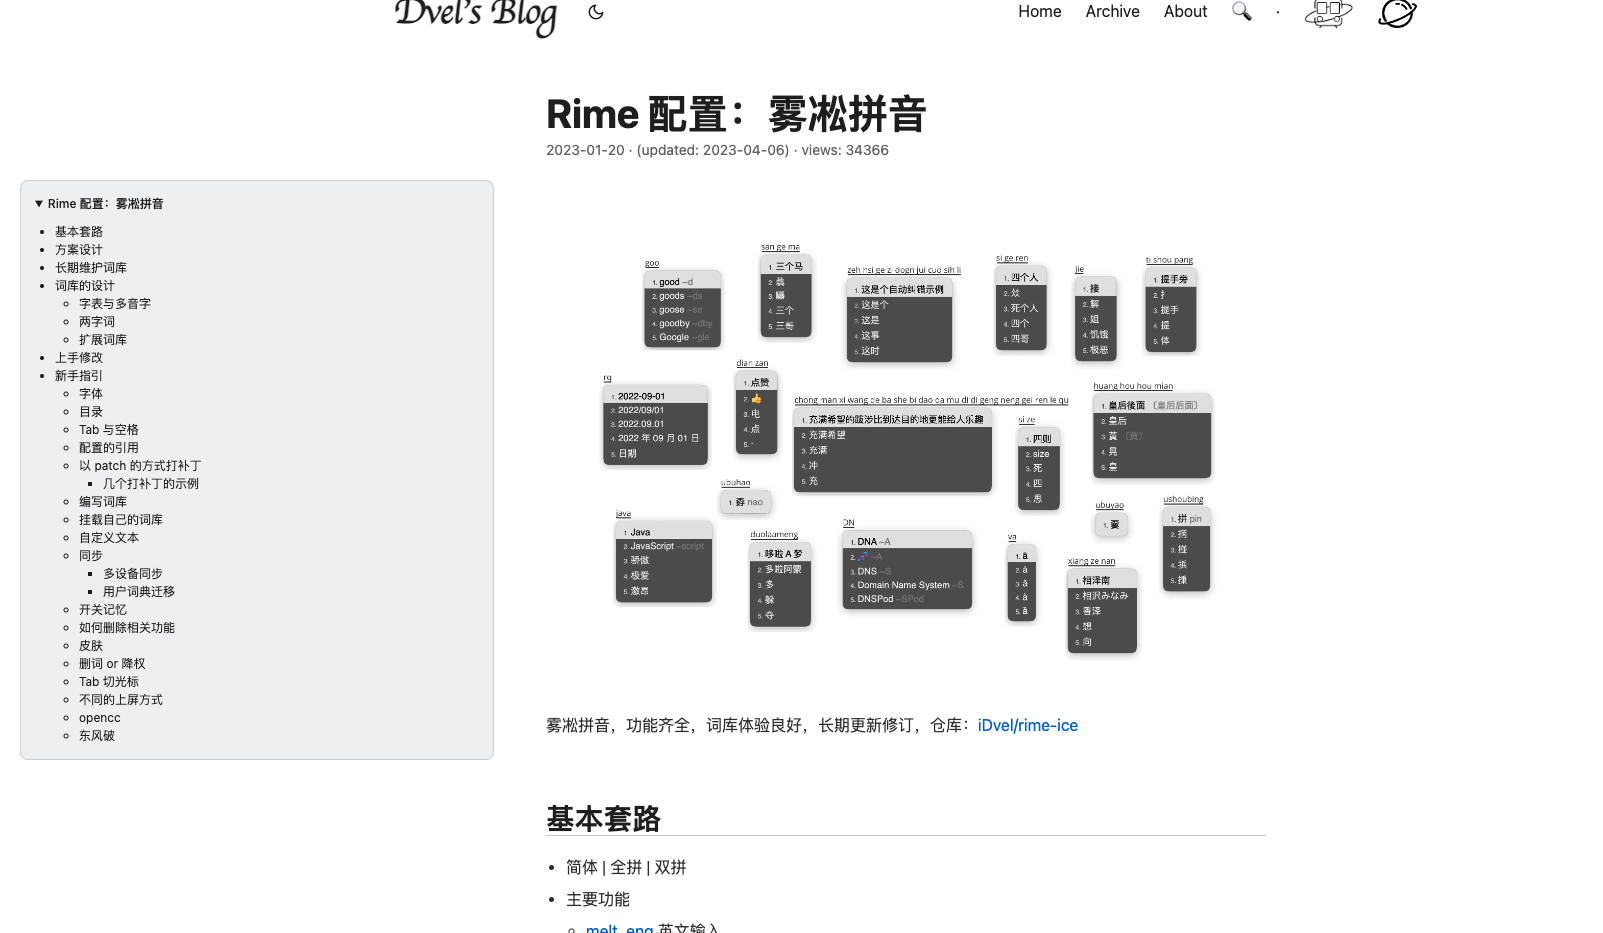 Dvel's Blog
Home Archive About
Rime 配置：雾凇拼音
2023-01-20 · (updated: 2023-04-06) · views: 34366
Rime 配置：雾凇拼音
基本套路
方案设计
长期维护词库
词库的设计
字表与多音字
两字词
扩展词库
上手修改
新手指引
字体
目录
Tab 与空格
配置的引用
以 patch 的方式打补丁
几个打补丁的示例
编写词库
挂载自己的词库
自定义文本
同步
多设备同步
用户词典迁移
开关记忆
如何删除相关功能
皮肤
删词 or 降权
Tab 切光标
不同的上屏方式
opencc
东风破
goo
1. good ~d
2. goods ~ds
3. goose ~se
4. goodby ~dby
5. Google ~gle
san ge ma
1. 三个马
2. 骉
3.
4. 三个
5. 三哥
zeh hsi ge zi dogn jui cuo sih li
1. 这是个自动纠错示例
2. 这是个
3. 这是
4. 这事
5. 这时
si ge ren
1. 四个人
2. 㷋
3. 死个人
4. 四个
5. 四哥
jie
1. 接
2. 解
3. 姐
4. 饥饿
5. 极恶
ti shou pang
1. 提手旁
2. 扌
3. 提手
4. 提
5. 体
rq
1. 2022-09-01
2. 2022/09/01
3. 2022.09.01
4. 2022 年 09 月 01 日
5. 日期
dian zan
1. 点赞
2. 👍
3. 电
4. 点
5. ·
chong man xi wang de ba she bi dao da mu di di geng neng gei ren le qu
1. 充满希望的跋涉比到达目的地更能给人乐趣
2. 充满希望
3. 充满
4. 冲
5. 充
si ze
1. 四则
2. size
3. 死
4. 四
5. 思
huang hou hou mian
1. 皇后後面 〔皇后后面〕
2. 皇后
3. 黃 〔黄〕
4. 晃
5. 皇
ubuhao
1. 孬 nao
java
1. Java
2. JavaScript ~script
3. 骄傲
4. 极爱
5. 激昂
duolaameng
1. 哆啦 A 梦
2. 多啦阿蒙
3. 多
4. 躲
5. 夺
DN
1. DNA ~A
2. 🧬 ~A
3. DNS ~S
4. Domain Name System ~S
5. DNSPod ~SPod
va
1. ā
2. á
3. ǎ
4. à
5.
ubuyao
1. 嫑
ushoubing
1. 拼 pin
2.
3.
4.
5.
xiang ze nan
1. 相泽南
2. 相沢みなみ
3. 香泽
4. 想
5. 向
雾凇拼音，功能齐全，词库体验良好，长期更新修订，仓库：iDvel/rime-ice
基本套路
简体 | 全拼 | 双拼
主要功能
melt_eng 英文输入